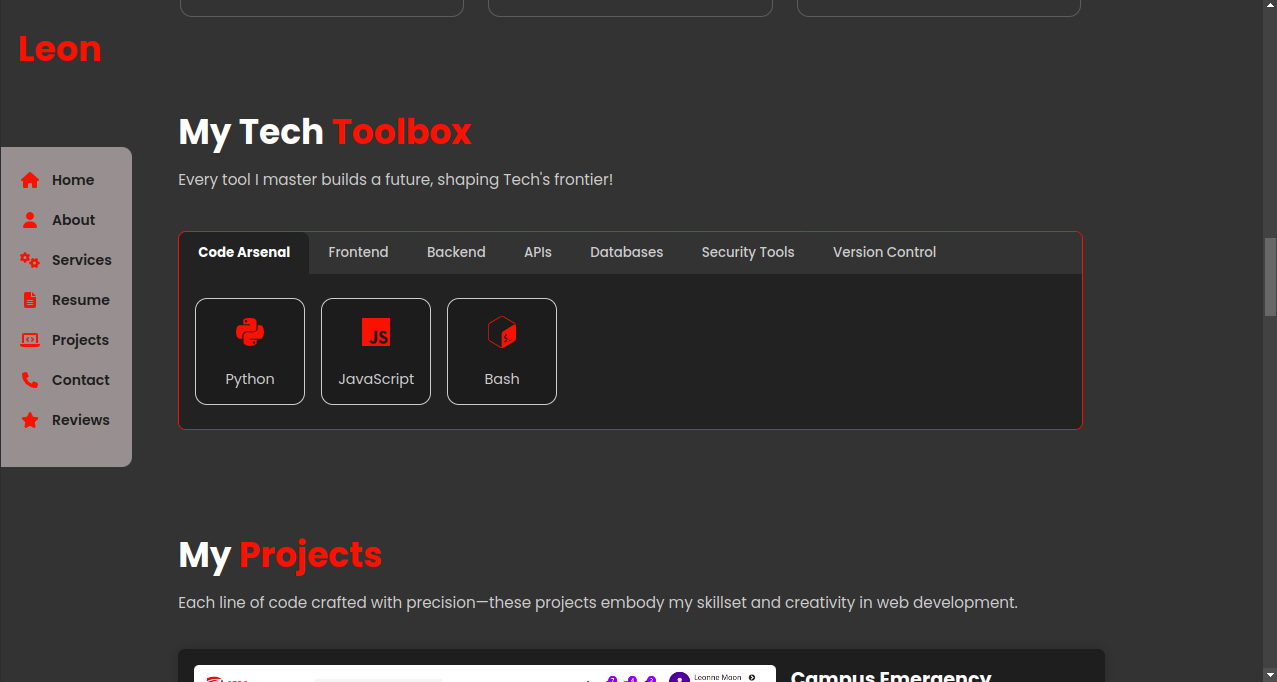 Leon
My Tech Toolbox
Every tool I master builds a future, shaping Tech's frontier!
Home
About
Services
Resume
Projects
Contact
Reviews
Code Arsenal Frontend Backend APIs Databases Security Tools Version Control
JS
Python JavaScript Bash
My Projects
Each line of code crafted with precision—these projects embody my skillset and creativity in web development.
Leanne Maon
Campus Emergency